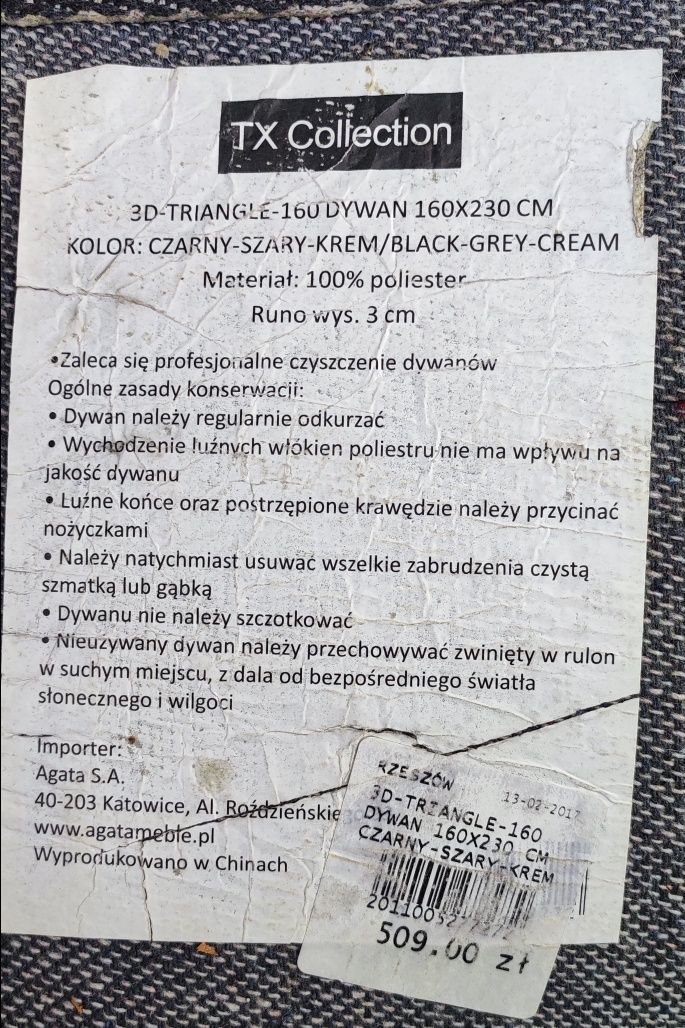 TX Collection
3D-TRIANGLE-160 DYWAN 160X230 CM
KOLOR: CZARNY-SZARY-KREM/BLACK-GREY-CREAM
Materiał: 100% poliester
Runo wys. 3 cm
•Zaleca się profesjonalne czyszczenie dywanów
Ogólne zasady konserwacji:
• Dywan należy regularnie odkurzać
• Wychodzenie luźnych włókien poliestru nie ma wpływu na
jakość dywanu
• Luźne końce oraz postrzępione krawędzie należy przycinać
nożyczkami
• Należy natychmiast usuwać wszelkie zabrudzenia czystą
szmatką lub gąbką
• Dywanu nie należy szczotkować
• Nieużywany dywan należy przechowywać zwinięty w rulon
w suchym miejscu, z dala od bezpośredniego światła
słonecznego i wilgoci
Importer:
Agata S.A.
40-203 Katowice, Al. Roździeńskie
www.agatameble.pl
Wyprodukowano w Chinach
RZESZÓW 13-02-2017
3D-TRIANGLE-160
DYWAN 160X230 CM
CZARNY-SZARY-KREM
509.00 zł